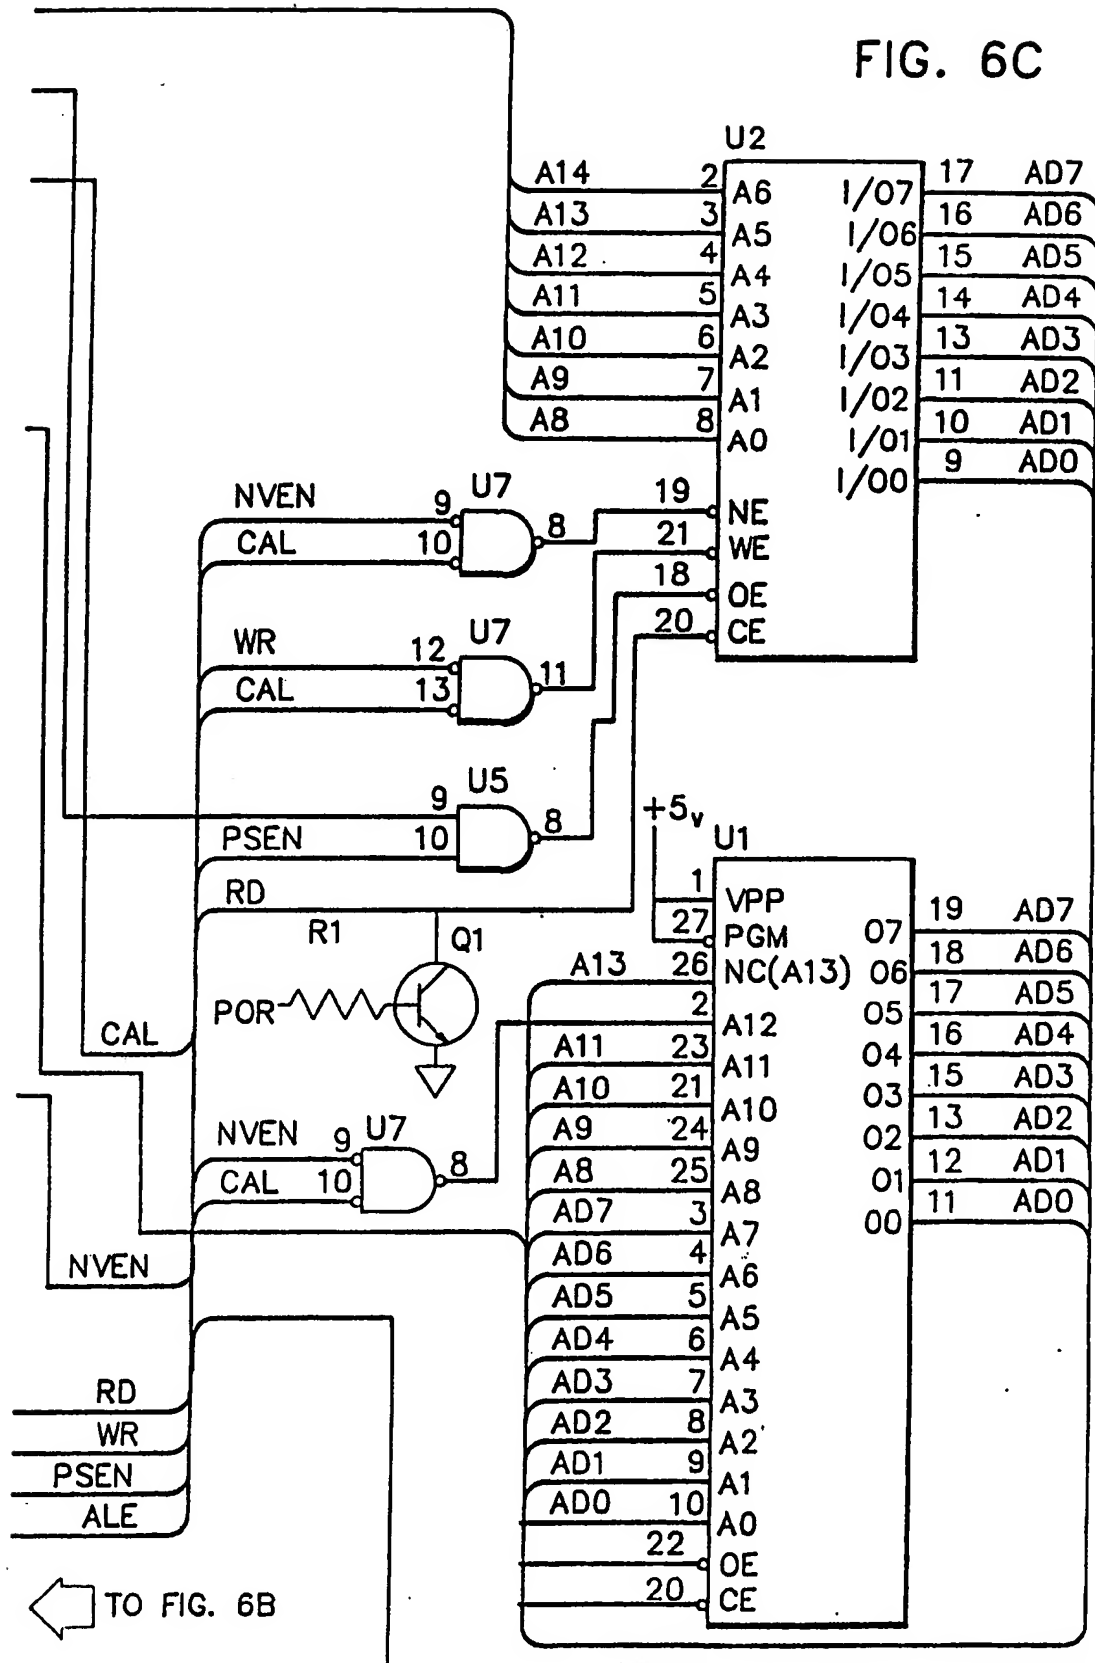 FIG. 6C
U2
A14 2 A6 I/O7 17 AD7
A13 3 A5 I/O6 16 AD6
A12 4 A4 I/O5 15 AD5
A11 5 A3 I/O4 14 AD4
A10 6 A2 I/O3 13 AD3
A9 7 A1 I/O2 11 AD2
A8 8 A0 I/O1 10 AD1
I/O0 9 AD0
NVEN 9 U7 8 19 NE
CAL 10 21 WE
18 OE
WR 12 U7 11 20 CE
CAL 13
9 U5 8
PSEN 10
RD
+5v
U1
R1 Q1
POR
1 VPP
27 PGM O7 19 AD7
A13 26 NC(A13) O6 18 AD6
2 A12 O5 17 AD5
CAL
A11 23 A11 O4 16 AD4
A10 21 A10 O3 15 AD3
NVEN 9 U7 8
CAL 10
A9 24 A9 O2 13 AD2
A8 25 A8 O1 12 AD1
AD7 3 A7 O0 11 AD0
AD6 4 A6
NVEN
AD5 5 A5
AD4 6 A4
AD3 7 A3
AD2 8 A2
AD1 9 A1
AD0 10 A0
22 OE
20 CE
RD
WR
PSEN
ALE
TO FIG. 6B